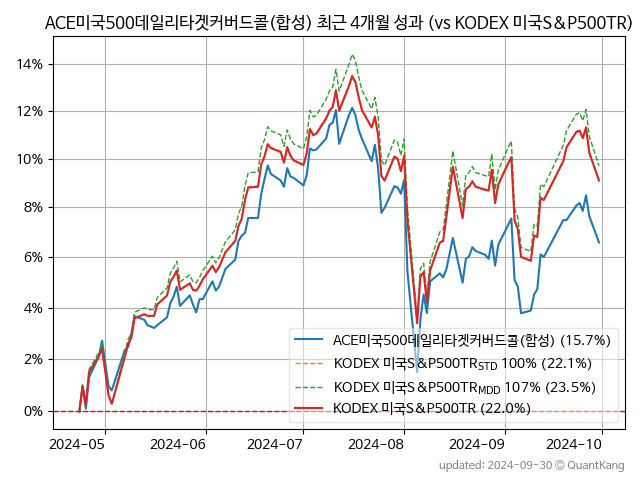 ACE미국500데일리타겟커버드콜(합성) 최근 4개월 성과 (vs KODEX 미국S&P500TR)
14%
12%
10%
8%
6%
4%
2%
0%
ACE미국500데일리타겟커버드콜(합성) (15.7%)
KODEX 미국S&P500TR STD 100% (22.1%)
KODEX 미국S&P500TR MDD 107% (23.5%)
KODEX 미국S&P500TR (22.0%)
2024-05 2024-06 2024-07 2024-08 2024-09 2024-10
updated: 2024-09-30 © QuantKang